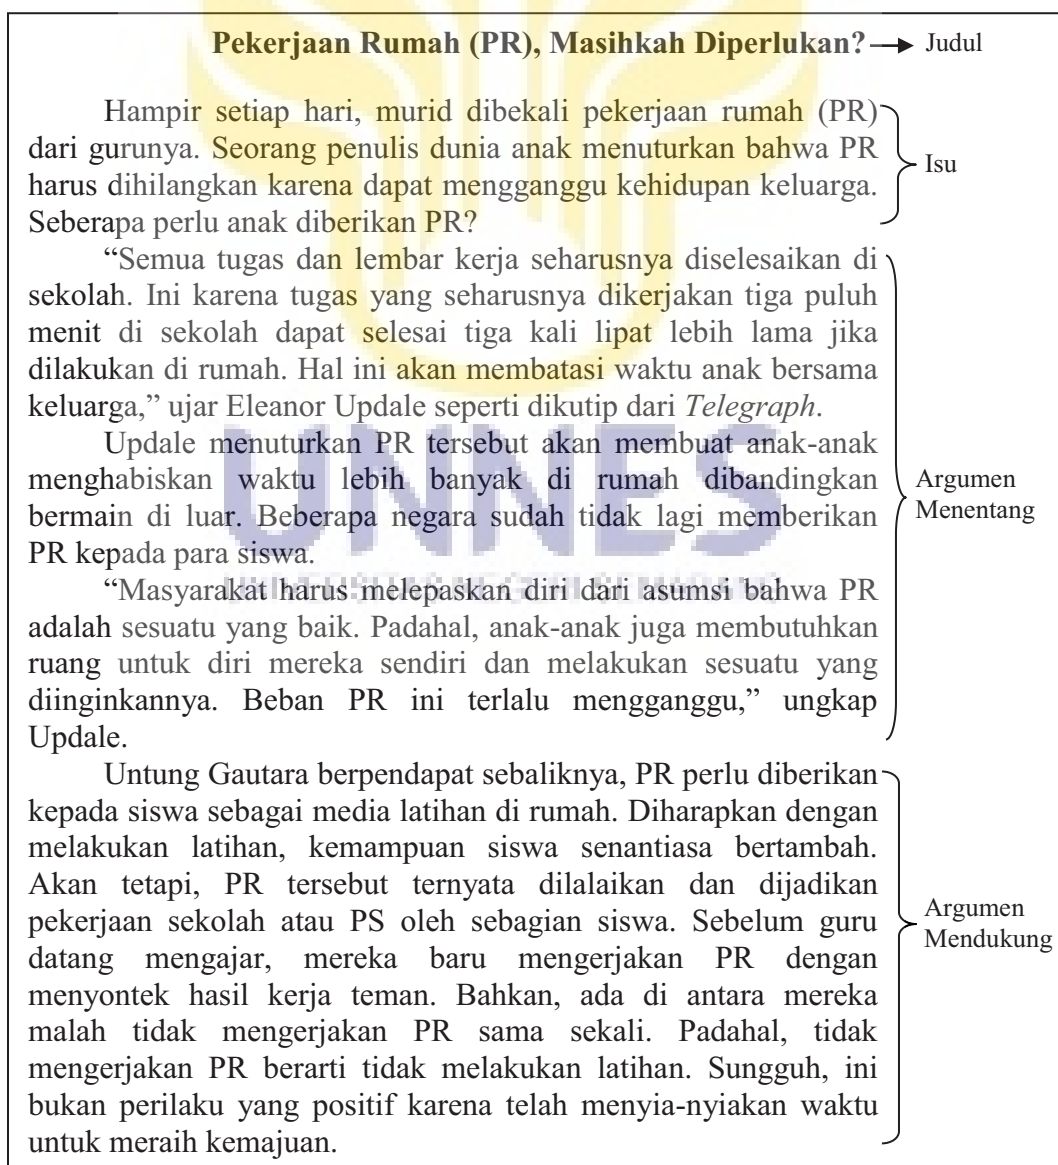 Pekerjaan Rumah (PR), Masihkah Diperlukan? Judul
Hampir setiap hari, murid dibekali pekerjaan rumah (PR)
dari gurunya. Seorang penulis dunia anak menuturkan bahwa PR
harus dihilangkan karena dapat mengganggu kehidupan keluarga.
Seberapa perlu anak diberikan PR?
Isu
“Semua tugas dan lembar kerja seharusnya diselesaikan di
sekolah. Ini karena tugas yang seharusnya dikerjakan tiga puluh
menit di sekolah dapat selesai tiga kali lipat lebih lama jika
dilakukan di rumah. Hal ini akan membatasi waktu anak bersama
keluarga,” ujar Eleanor Updale seperti dikutip dari Telegraph.
Updale menuturkan PR tersebut akan membuat anak-anak
menghabiskan waktu lebih banyak di rumah dibandingkan
bermain di luar. Beberapa negara sudah tidak lagi memberikan
PR kepada para siswa.
“Masyarakat harus melepaskan diri dari asumsi bahwa PR
adalah sesuatu yang baik. Padahal, anak-anak juga membutuhkan
ruang untuk diri mereka sendiri dan melakukan sesuatu yang
diinginkannya. Beban PR ini terlalu mengganggu,” ungkap
Updale.
Argumen
Menentang
Untung Gautara berpendapat sebaliknya, PR perlu diberikan
kepada siswa sebagai media latihan di rumah. Diharapkan dengan
melakukan latihan, kemampuan siswa senantiasa bertambah.
Akan tetapi, PR tersebut ternyata dilalaikan dan dijadikan
pekerjaan sekolah atau PS oleh sebagian siswa. Sebelum guru
datang mengajar, mereka baru mengerjakan PR dengan
menyontek hasil kerja teman. Bahkan, ada di antara mereka
malah tidak mengerjakan PR sama sekali. Padahal, tidak
mengerjakan PR berarti tidak melakukan latihan. Sungguh, ini
bukan perilaku yang positif karena telah menyia-nyiakan waktu
untuk meraih kemajuan.
Argumen
Mendukung
UNNES